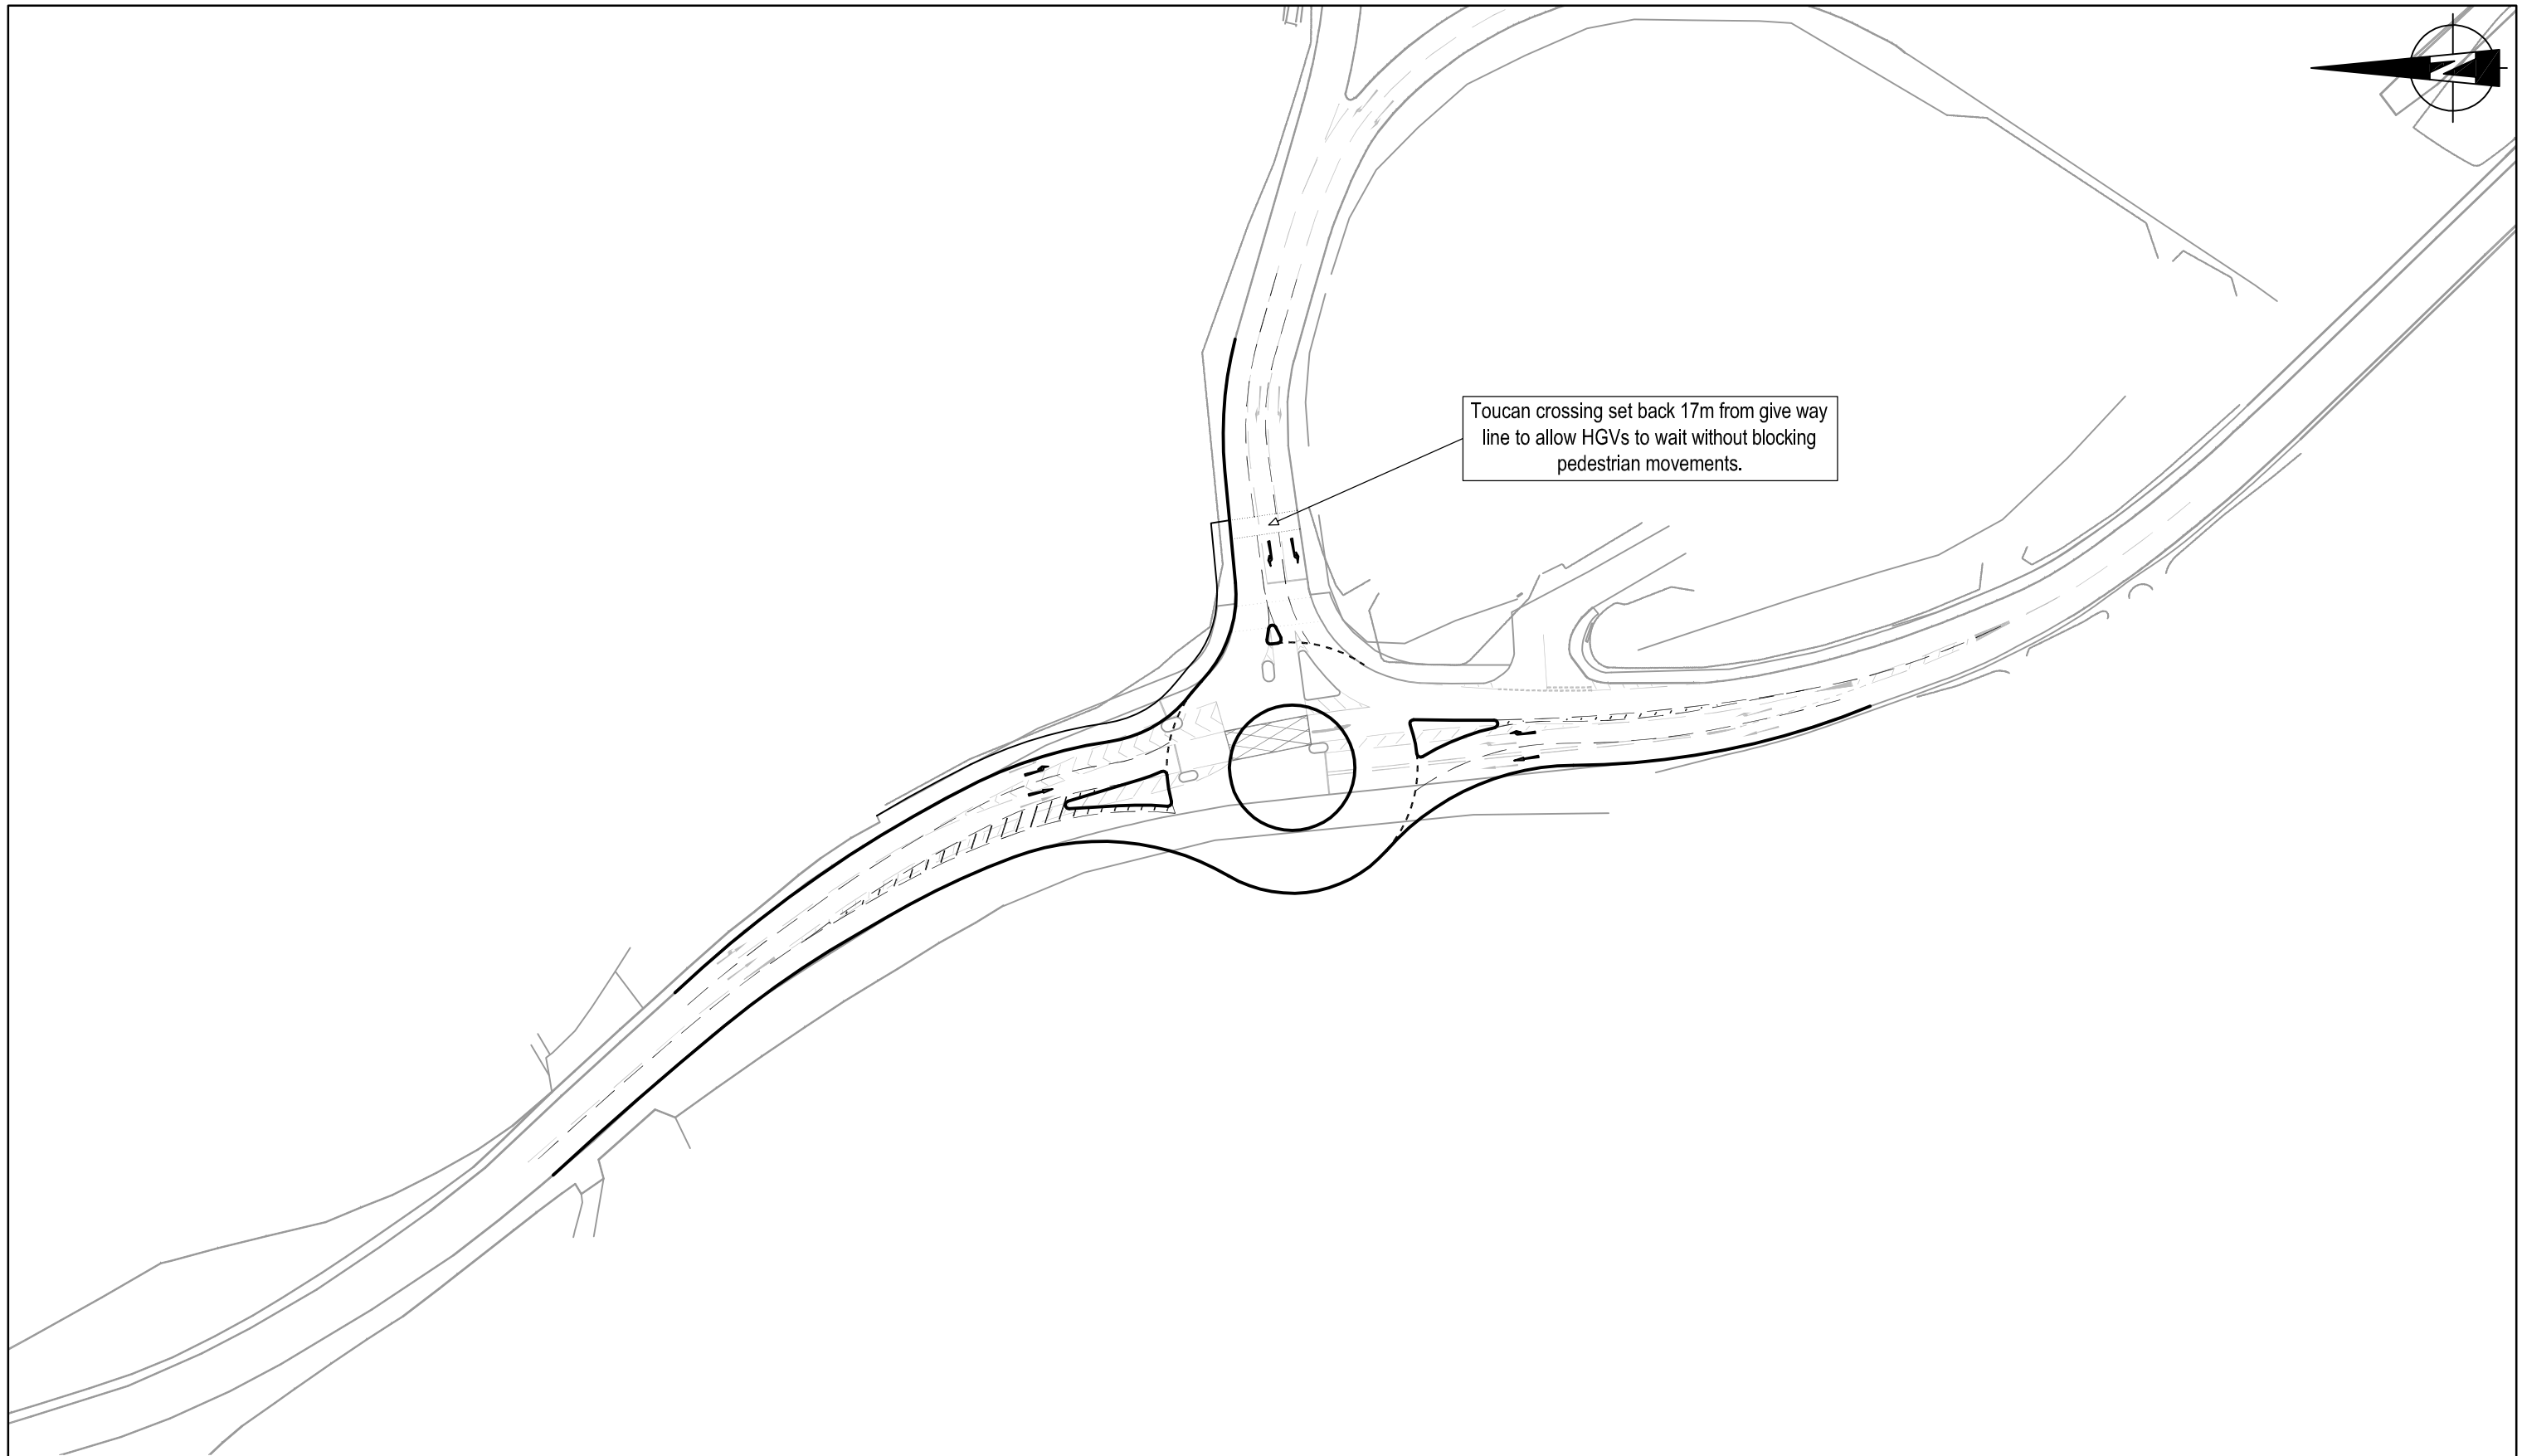 Toucan crossing set back 17m from give way
line to allow HGVs to wait without blocking
pedestrian movements.